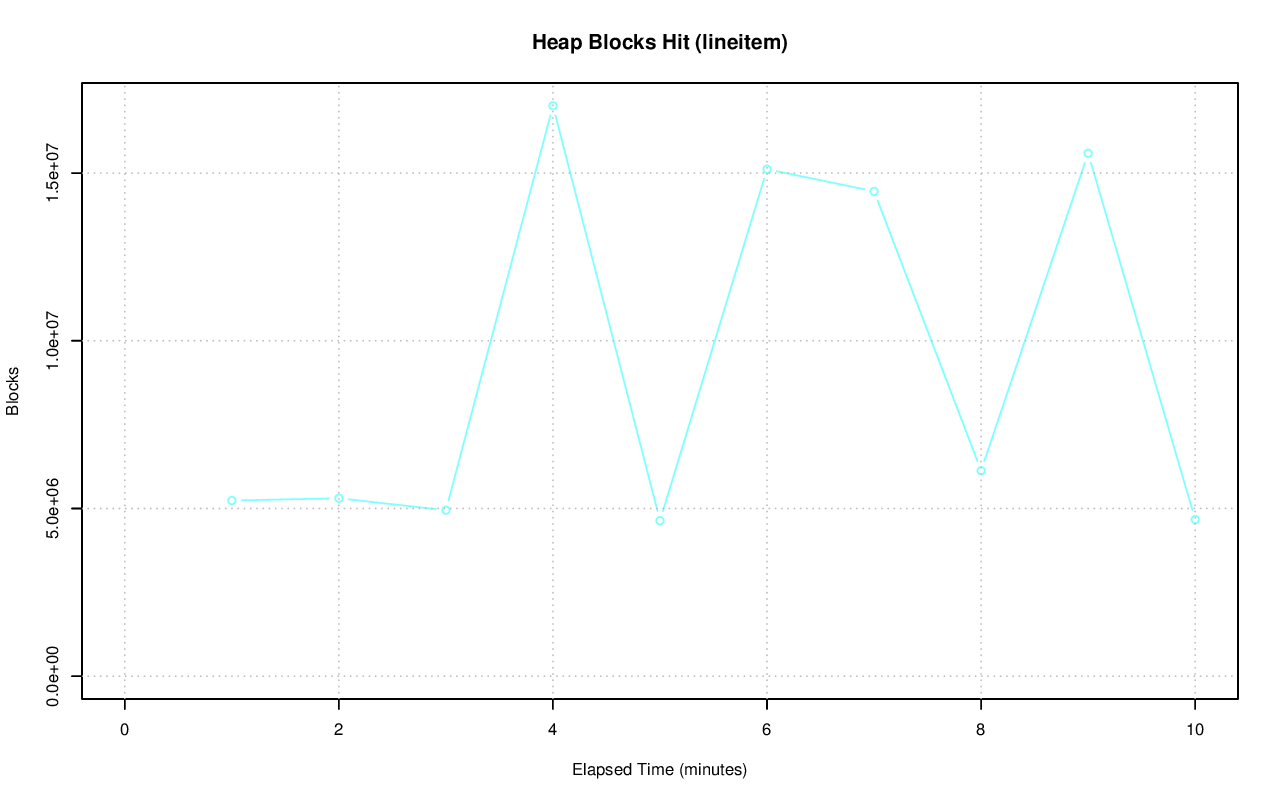 Heap Blocks Hit (lineitem)
Blocks
1.5e+07
1.0e+07
5.0e+06
0.0e+00
0 2 4 6 8 10
Elapsed Time (minutes)